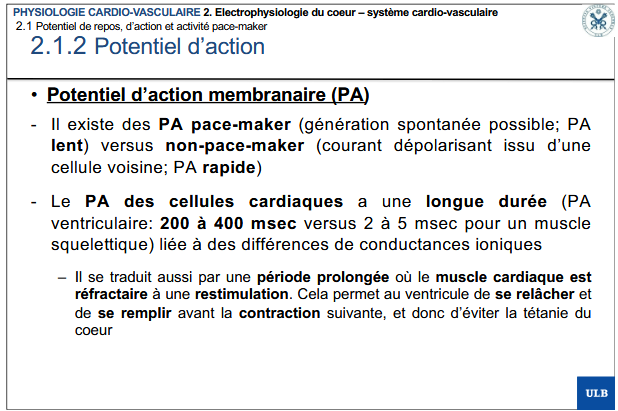 PHYSIOLOGIE CARDIO-VASCULAIRE 2. Electrophysiologie du coeur – système cardio-vasculaire
2.1 Potentiel de repos, d'action et activité pace-maker
2.1.2 Potentiel d'action
• Potentiel d'action membranaire (PA)
- Il existe des PA pace-maker (génération spontanée possible; PA
lent) versus non-pace-maker (courant dépolarisant issu d'une
cellule voisine; PA rapide)
- Le PA des cellules cardiaques a une longue durée (PA
ventriculaire: 200 à 400 msec versus 2 à 5 msec pour un muscle
squelettique) liée à des différences de conductances ioniques
– Il se traduit aussi par une période prolongée où le muscle cardiaque est
réfractaire à une restimulation. Cela permet au ventricule de se relâcher et
de se remplir avant la contraction suivante, et donc d'éviter la tétanie du
coeur
ULB
ULB